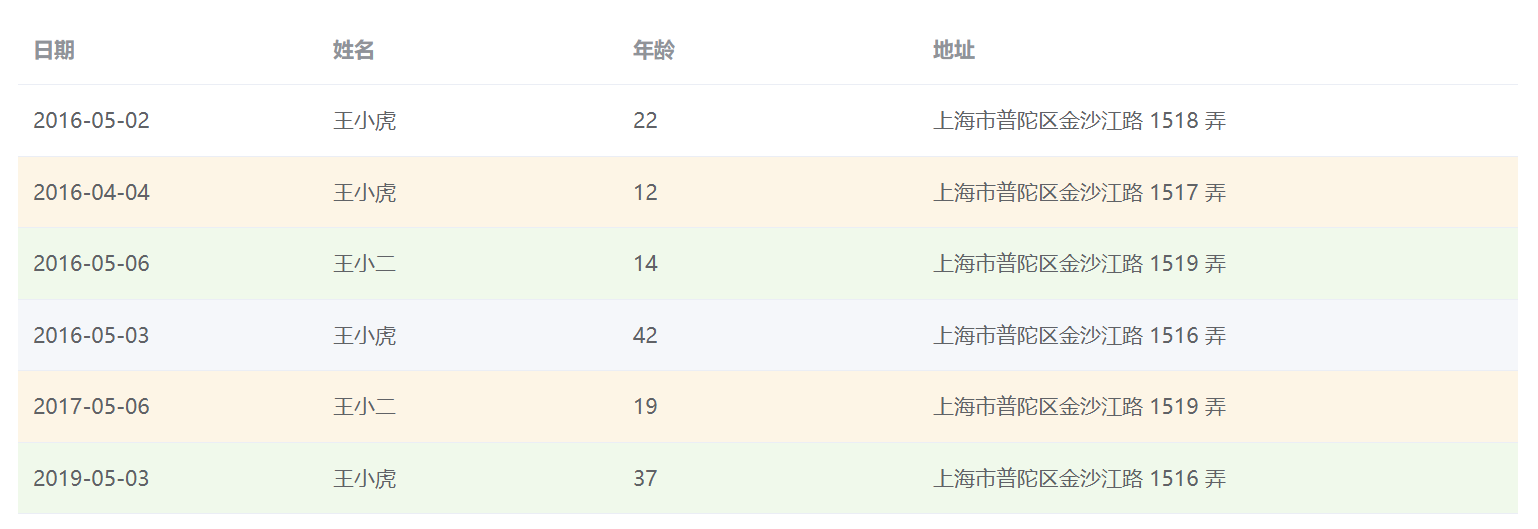 日期 姓名 年龄 地址
2016-05-02 王小虎 22 上海市普陀区金沙江路 1518 弄
2016-04-04 王小虎 12 上海市普陀区金沙江路 1517 弄
2016-05-06 王小二 14 上海市普陀区金沙江路 1519 弄
2016-05-03 王小虎 42 上海市普陀区金沙江路 1516 弄
2017-05-06 王小二 19 上海市普陀区金沙江路 1519 弄
2019-05-03 王小虎 37 上海市普陀区金沙江路 1516 弄